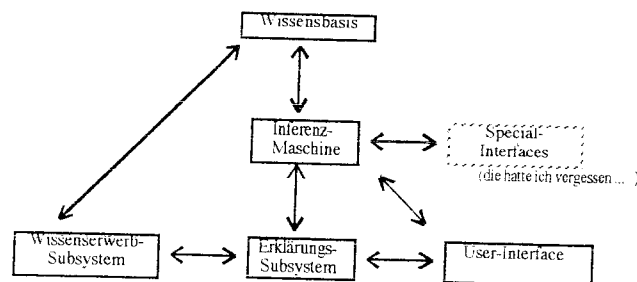 Wissensbasis
Inferenz-
Maschine
Special-
Interfaces
(die hatte ich vergessen ... )
Wissenserwerb-
Subsystem
Erklärungs-
Subsystem
User-Interface